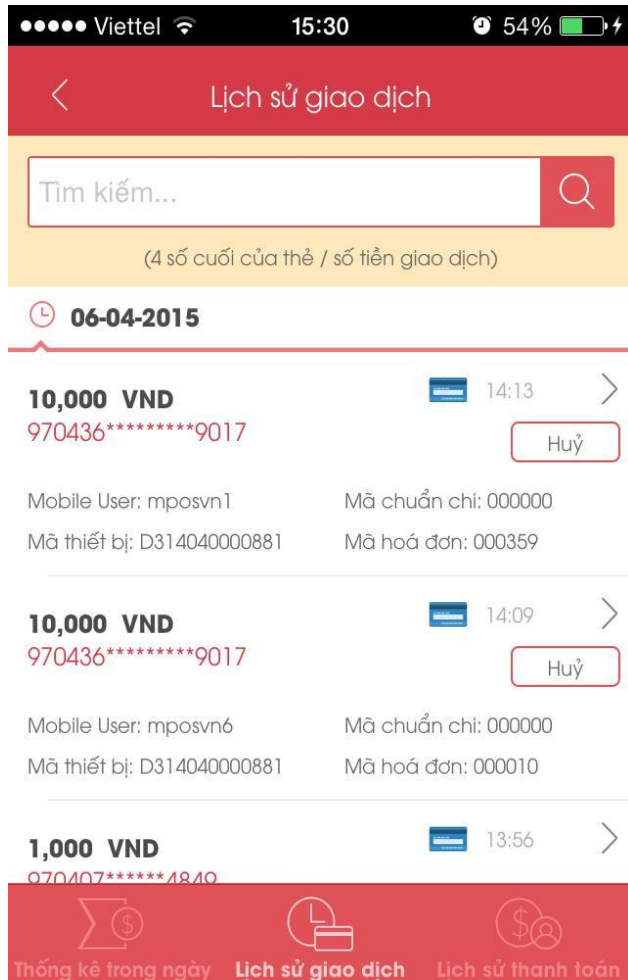 Viettel 15:30 54%
Lịch sử giao dịch
Tìm kiếm...
(4 số cuối của thẻ / số tiền giao dịch)
06-04-2015
10,000 VND 14:13
970436*********9017 Huỷ
Mobile User: mposvn1 Mã chuẩn chi: 000000
Mã thiết bị: D314040000881 Mã hoá đơn: 000359
10,000 VND 14:09
970436*********9017 Huỷ
Mobile User: mposvn6 Mã chuẩn chi: 000000
Mã thiết bị: D314040000881 Mã hoá đơn: 000010
1,000 VND 13:56
970407******4849
Thống kê trong ngày Lịch sử giao dịch Lịch sử thanh toán